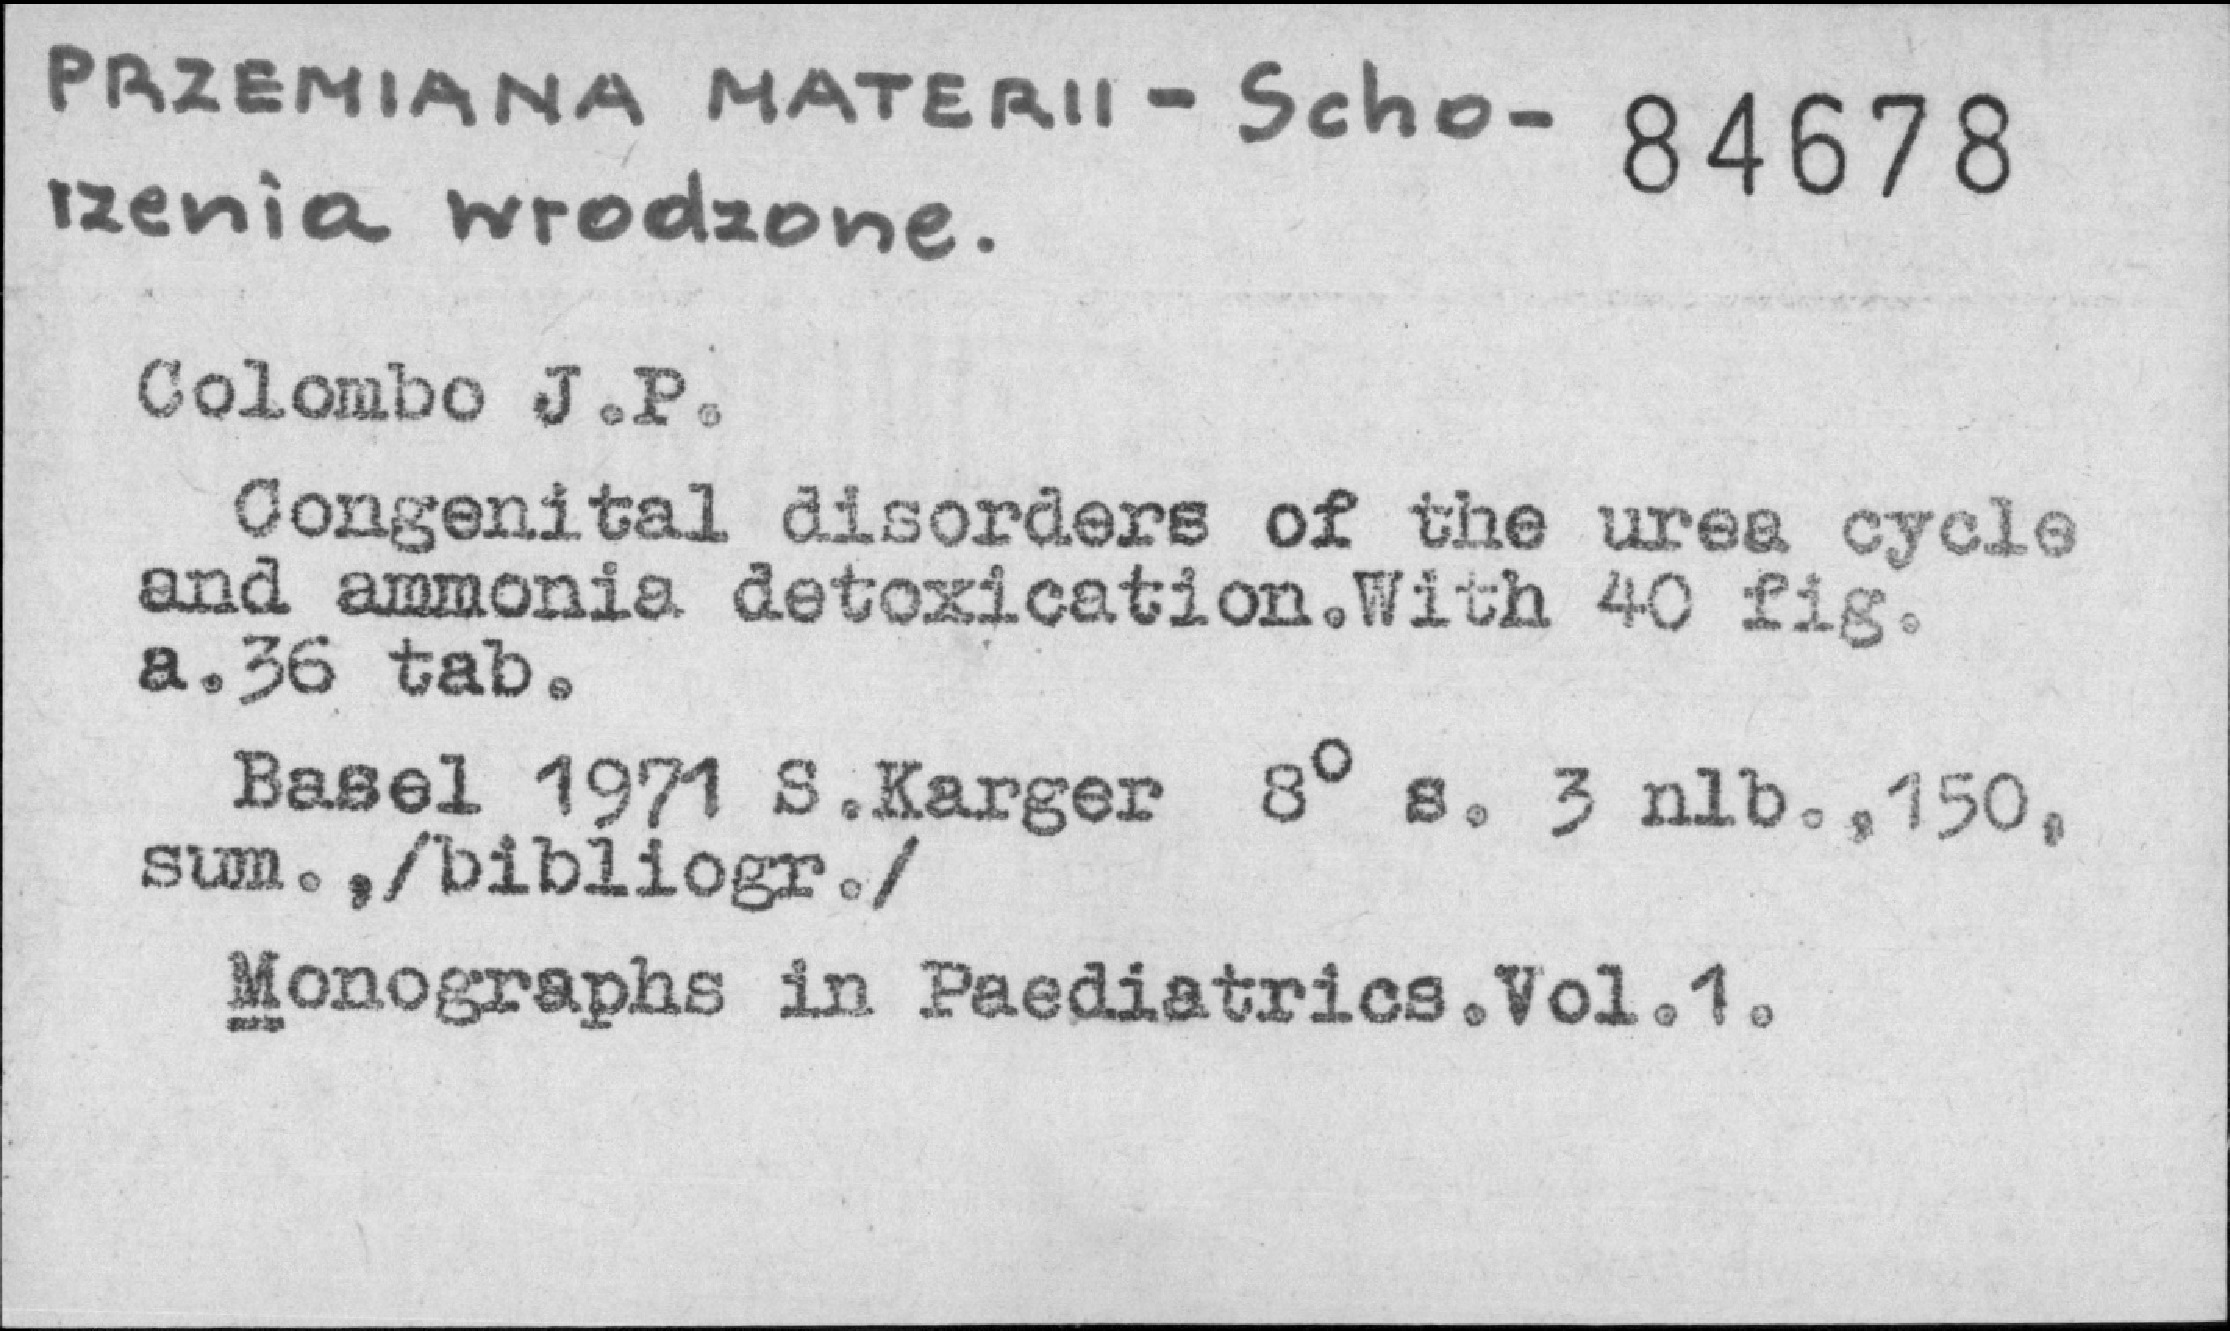 PRZEMIANA MATERII - Scho- 84678
rzenia wrodzone.
Colombo J.P.
Congenital disorders of the urea cycle
and ammonia detoxication.With 40 fig.
a.36 tab.
Basel 1971 S.Karger 8° s. 3 nlb.,150,
sum.,/bibliogr./
Monographs in Paediatrics.Vol.1.